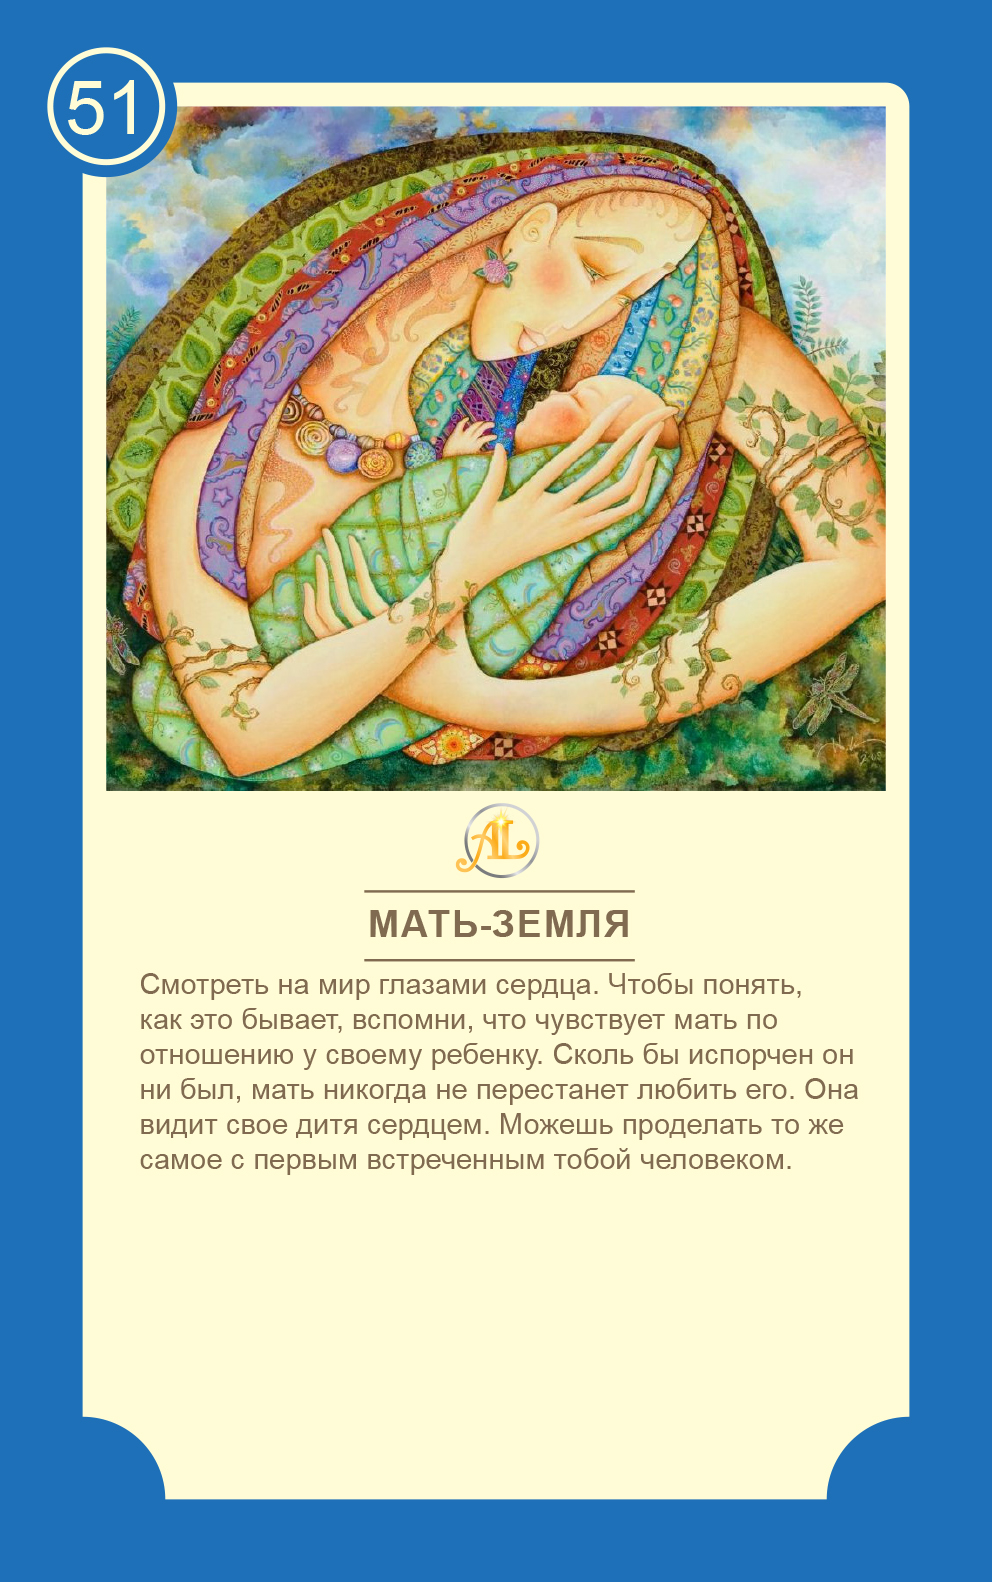 51
AL
МАТЬ-ЗЕМЛЯ
Смотреть на мир глазами сердца. Чтобы понять,
как это бывает, вспомни, что чувствует мать по
отношению у своему ребенку. Сколь бы испорчен он
ни был, мать никогда не перестанет любить его. Она
видит свое дитя сердцем. Можешь проделать то же
самое с первым встреченным тобой человеком.